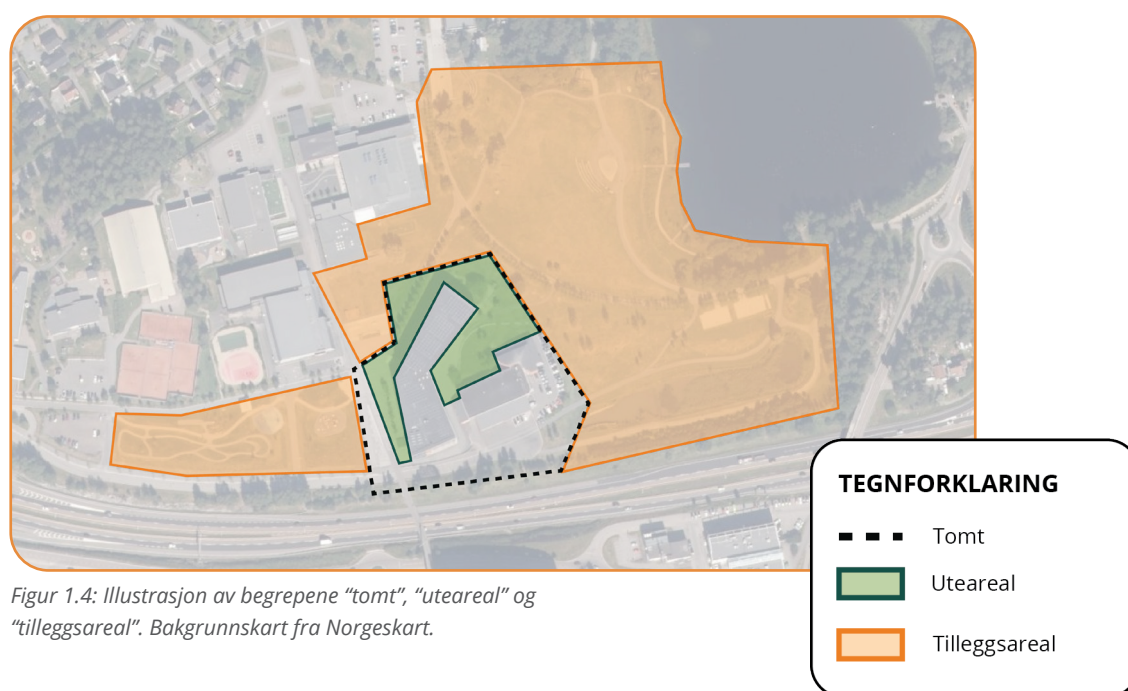 TEGNFORKLARING
Tomt
Uteareal
Tilleggsareal
Figur 1.4: Illustrasjon av begrepene “tomt”, “uteareal” og
“tilleggsareal”. Bakgrunnskart fra Norgeskart.